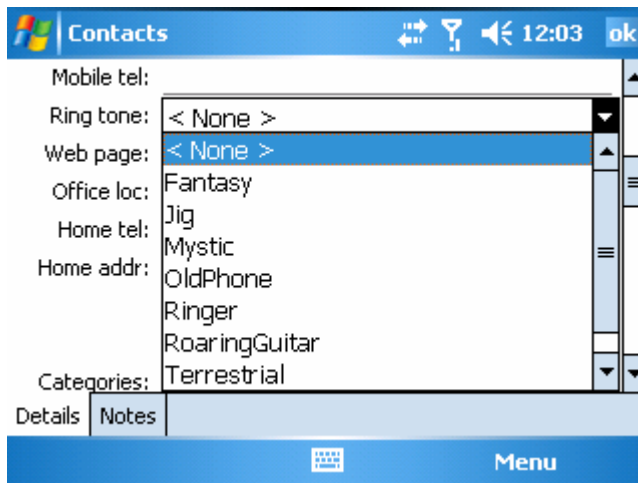 Contacts 12:03 ok
Mobile tel:
Ring tone: < None >
Web page: < None >
Office loc: Fantasy
Home tel: Jig
Home addr: Mystic
OldPhone
Ringer
RoaringGuitar
Categories: Terrestrial
Details Notes
Menu